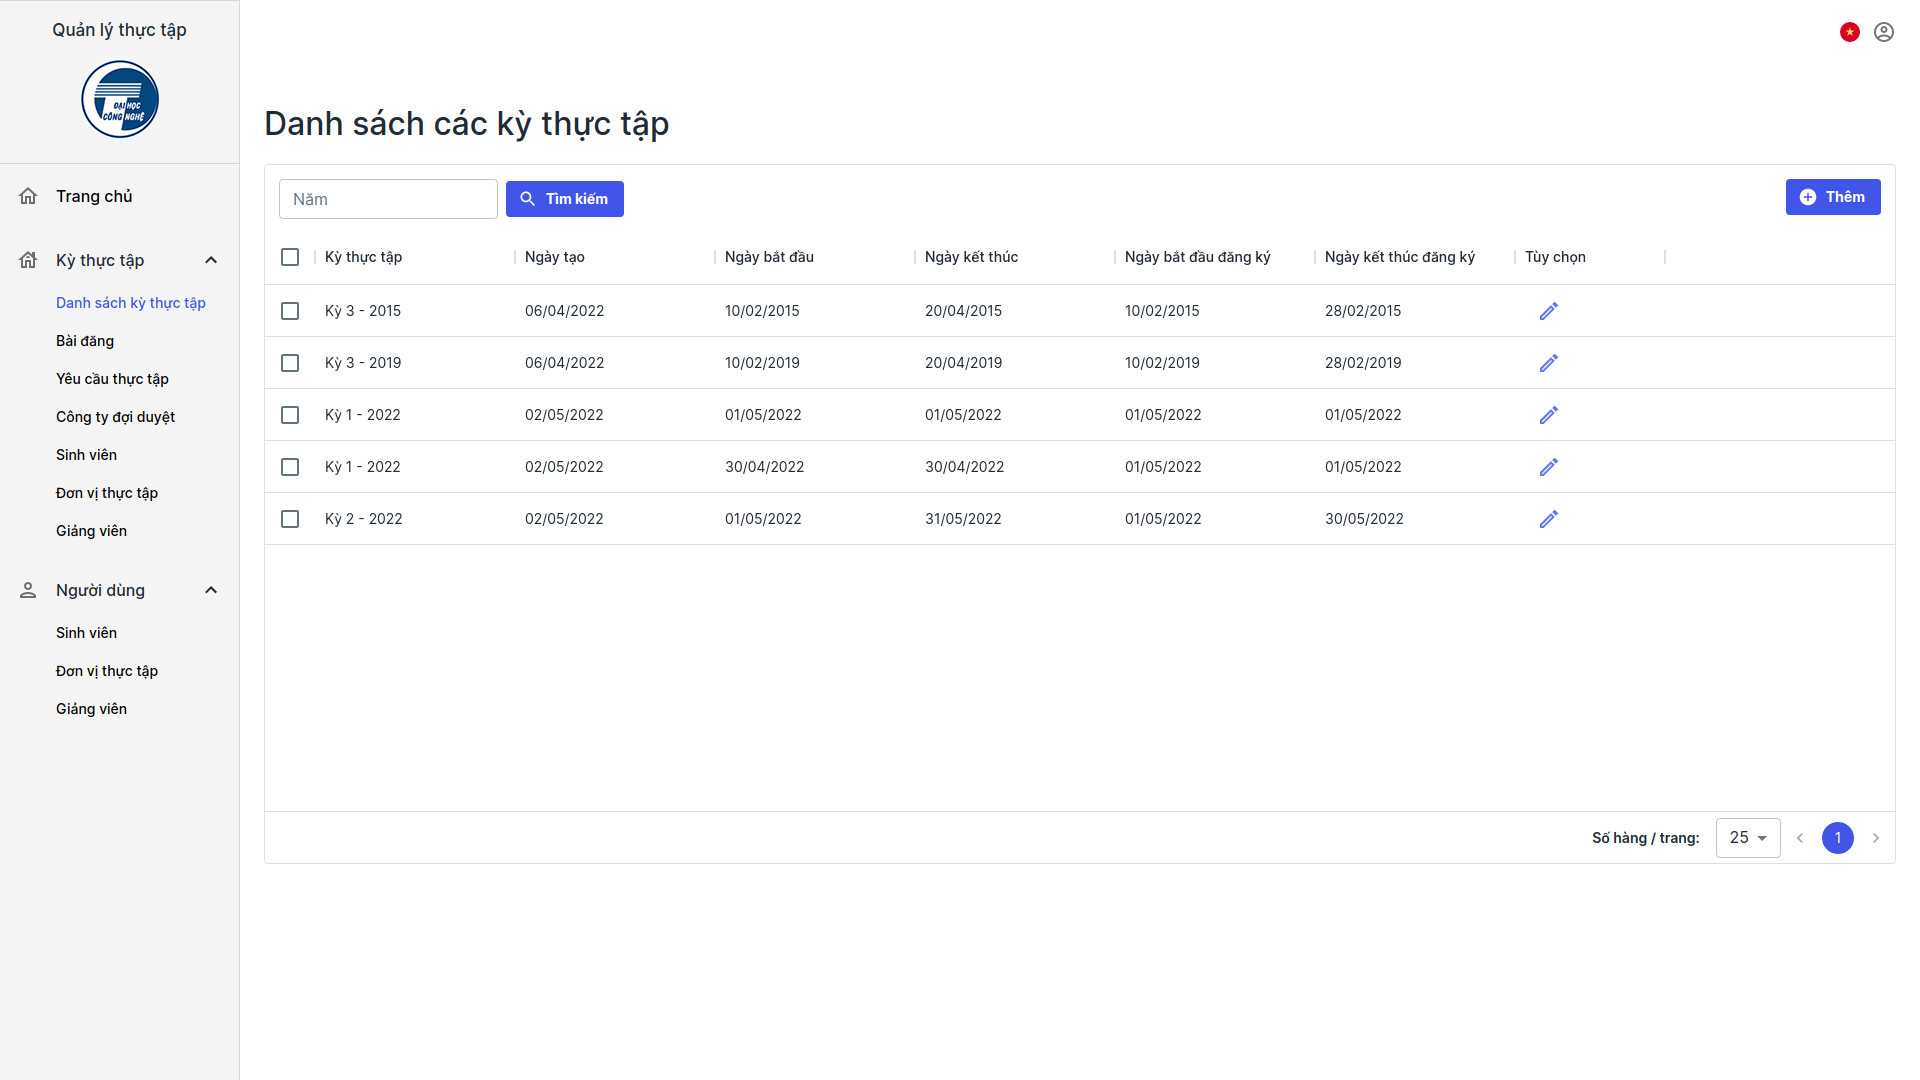 Quản lý thực tập
ĐẠI HỌC
CÔNG NGHỆ
Trang chủ
Kỳ thực tập
Danh sách kỳ thực tập
Bài đăng
Yêu cầu thực tập
Công ty đợi duyệt
Sinh viên
Đơn vị thực tập
Giảng viên
Người dùng
Sinh viên
Đơn vị thực tập
Giảng viên
Danh sách các kỳ thực tập
Năm Tìm kiếm Thêm
Kỳ thực tập Ngày tạo Ngày bắt đầu Ngày kết thúc Ngày bắt đầu đăng ký Ngày kết thúc đăng ký Tùy chọn
Kỳ 3 - 2015 06/04/2022 10/02/2015 20/04/2015 10/02/2015 28/02/2015
Kỳ 3 - 2019 06/04/2022 10/02/2019 20/04/2019 10/02/2019 28/02/2019
Kỳ 1 - 2022 02/05/2022 01/05/2022 01/05/2022 01/05/2022 01/05/2022
Kỳ 1 - 2022 02/05/2022 30/04/2022 30/04/2022 01/05/2022 01/05/2022
Kỳ 2 - 2022 02/05/2022 01/05/2022 31/05/2022 01/05/2022 30/05/2022
Số hàng / trang: 25 1